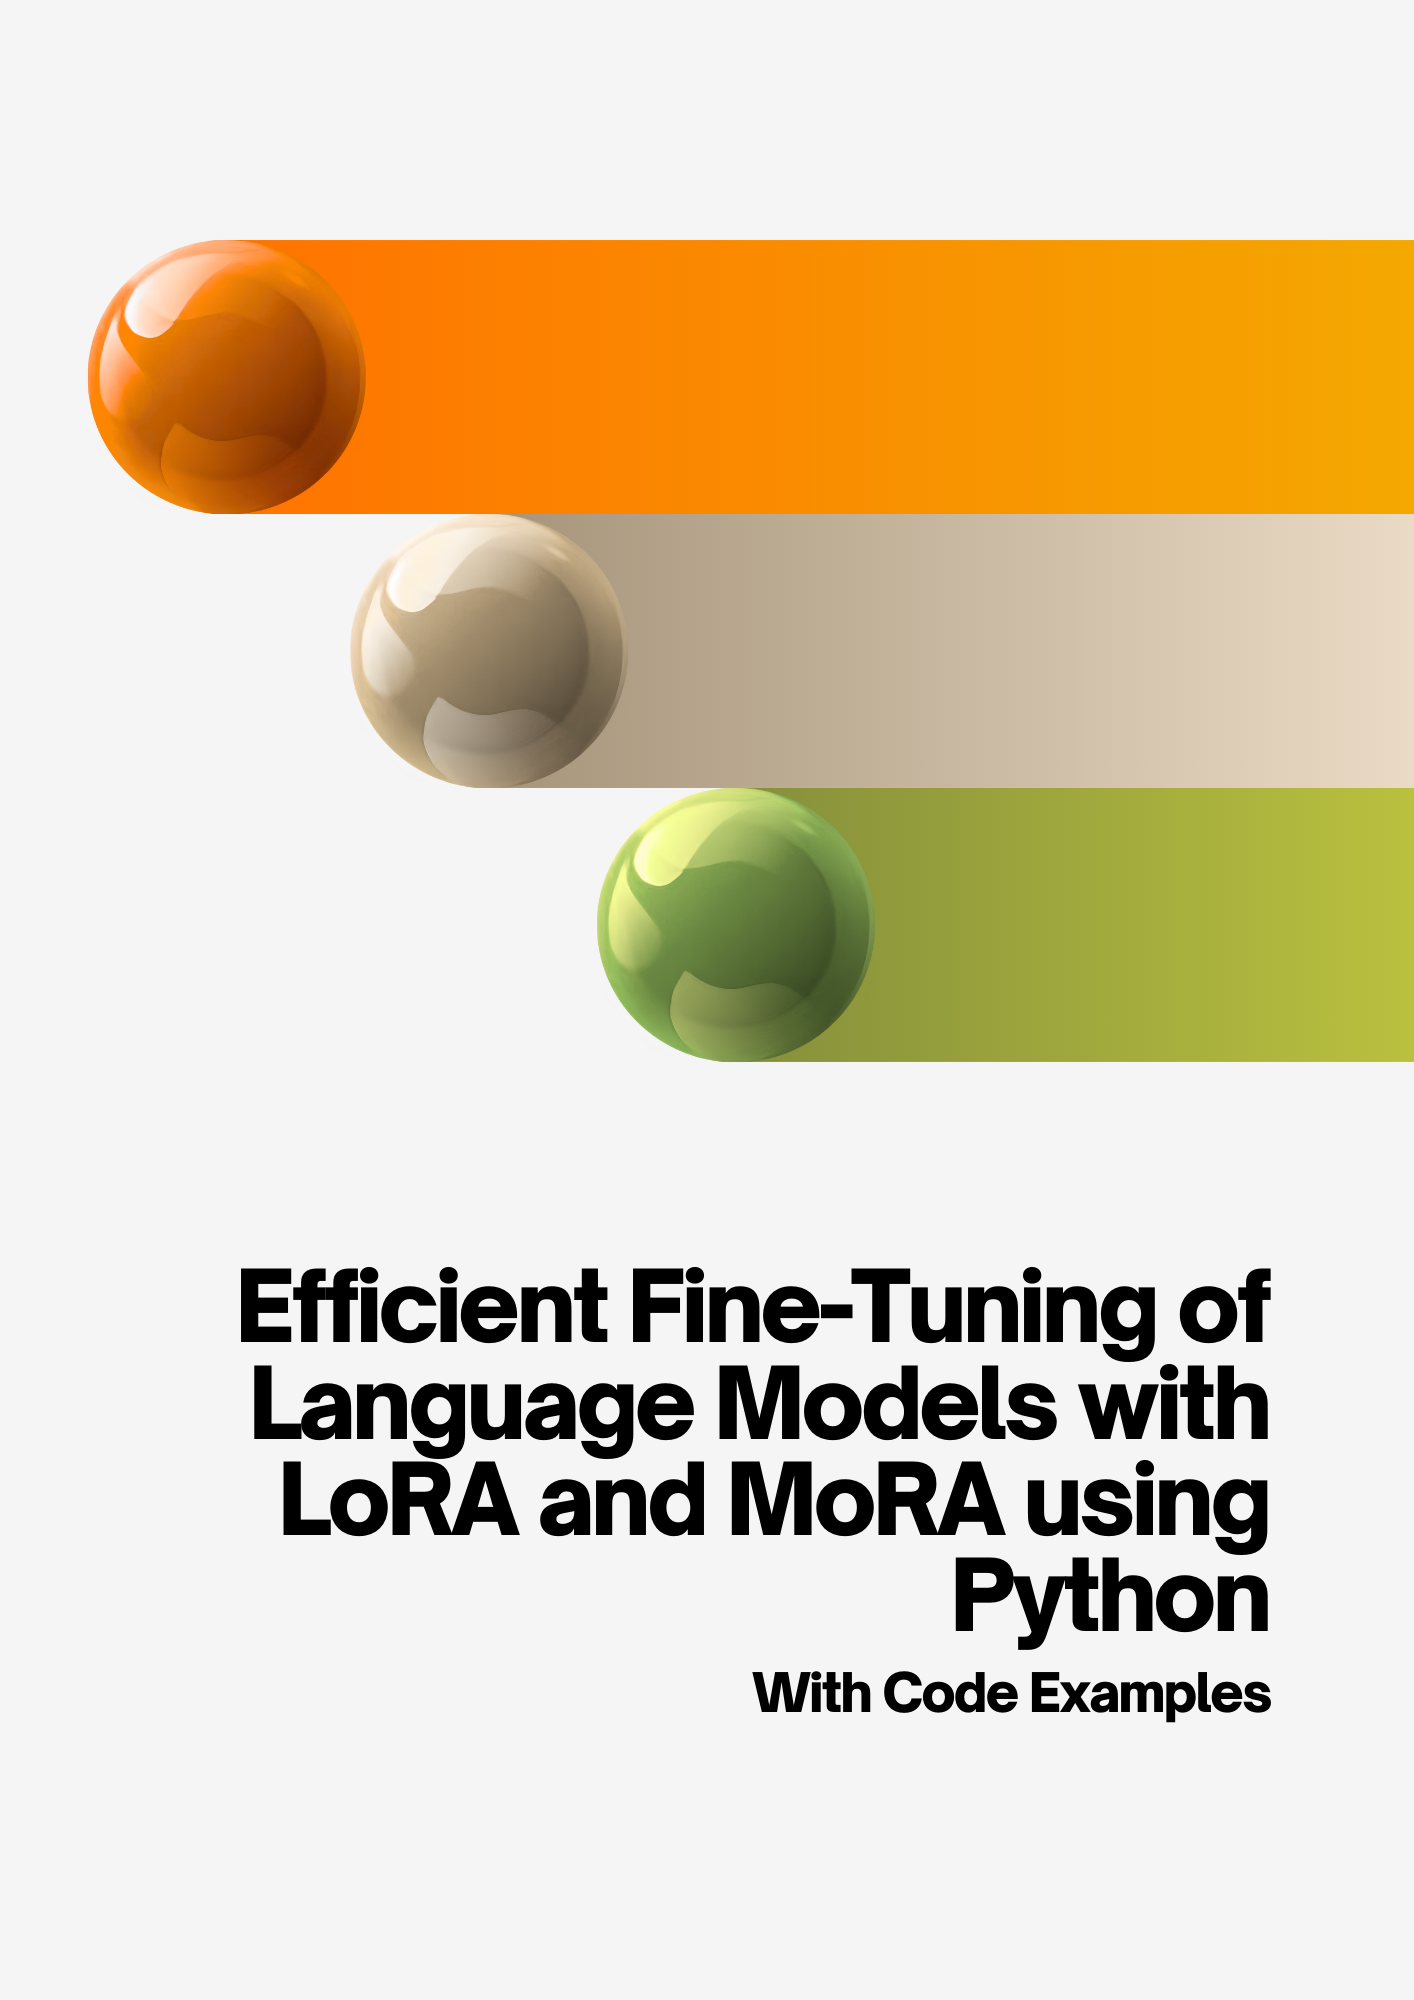 Efficient Fine-Tuning of
Language Models with
LoRA and MoRA using
Python
With Code Examples